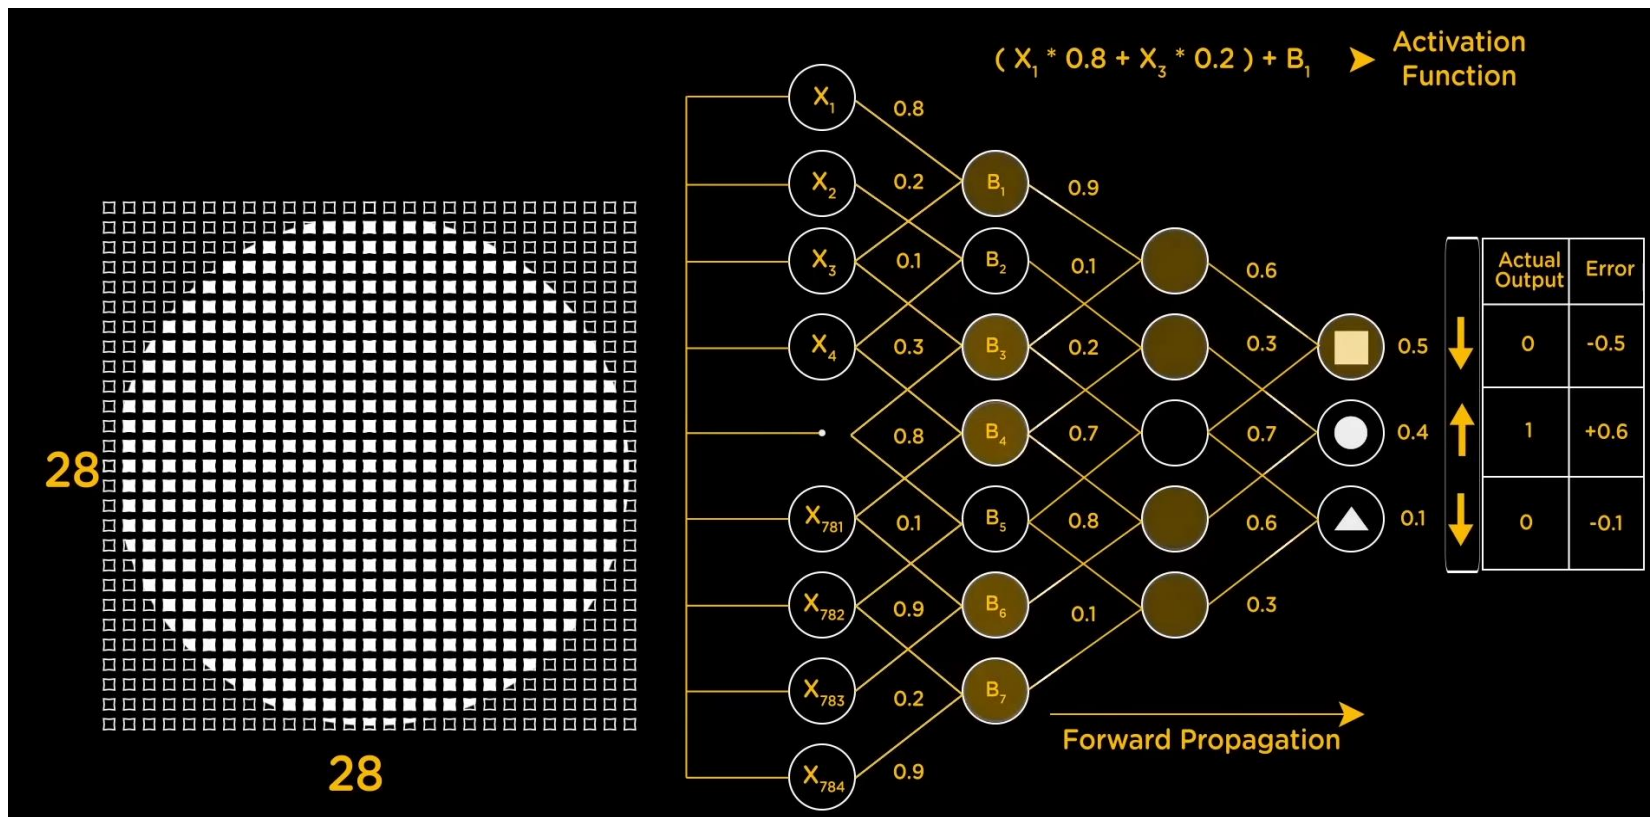 ( X₁ * 0.8 + X₃ * 0.2 ) + B₁
Activation
Function
28
28
X₁
X₂
X₃
X₄
X₇₈₁
X₇₈₂
X₇₈₃
X₇₈₄
0.8
0.2
0.1
0.3
0.8
0.1
0.9
0.2
0.9
B₁
B₂
B₃
B₄
B₅
B₆
B₇
0.9
0.1
0.2
0.7
0.8
0.1
0.6
0.3
0.7
0.6
0.3
0.5
0.4
0.1
Actual
Output
Error
0 -0.5
1 +0.6
0 -0.1
Forward Propagation